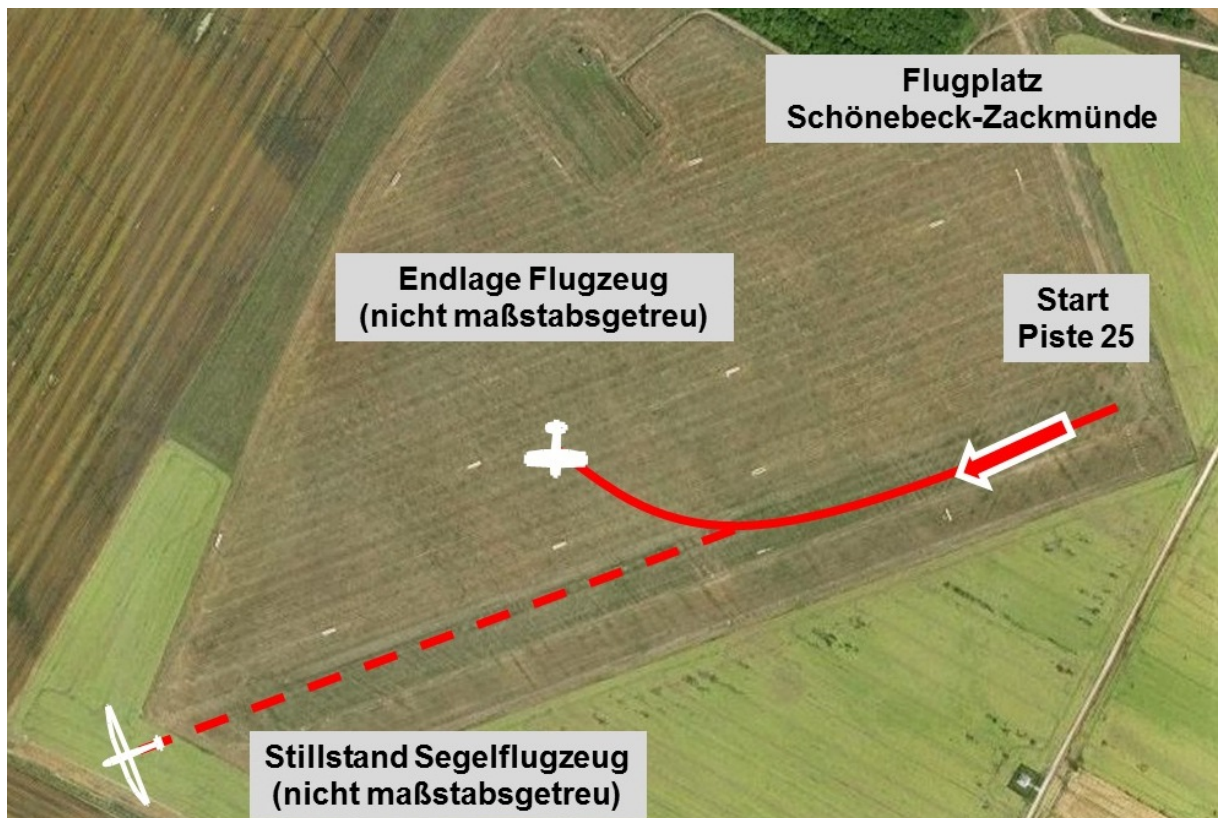 Flugplatz
Schönebeck-Zackmünde
Endlage Flugzeug
(nicht maßstabsgetreu)
Start
Piste 25
Stillstand Segelflugzeug
(nicht maßstabsgetreu)